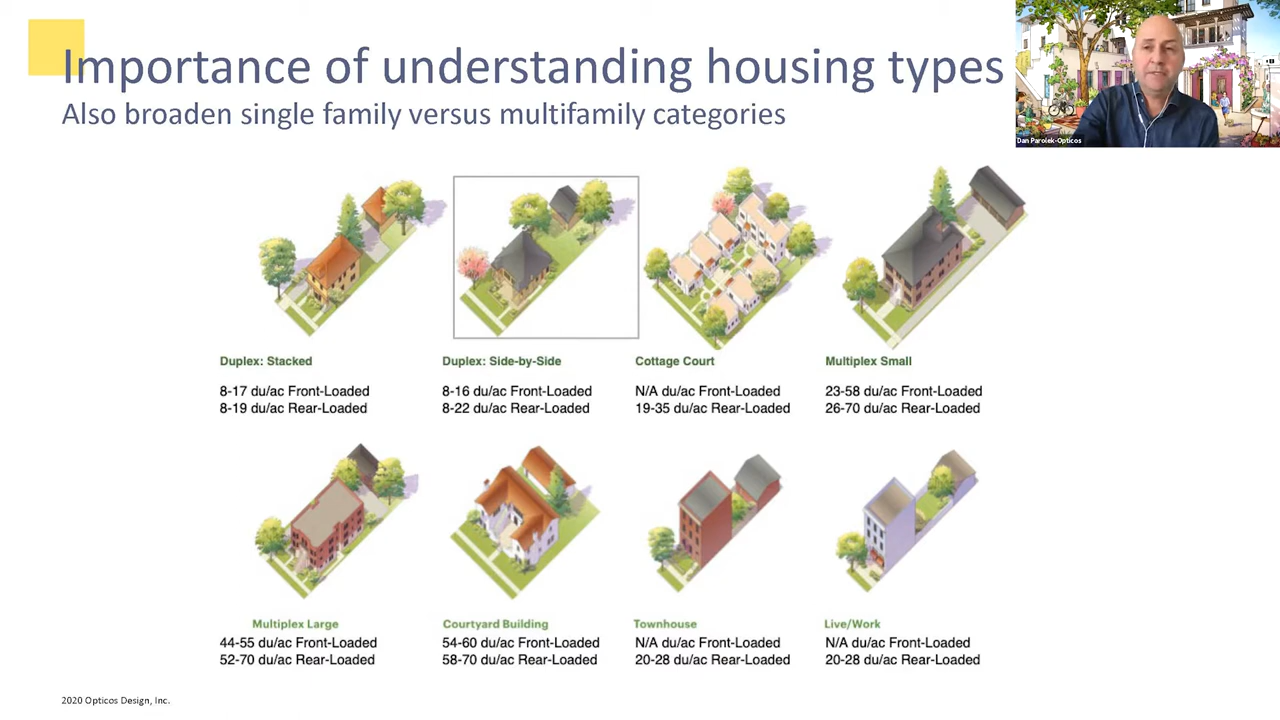 Importance of understanding housing types
Also broaden single family versus multifamily categories
Dan Parolek-Opticos
Duplex: Stacked
8-17 du/ac Front-Loaded
8-19 du/ac Rear-Loaded
Duplex: Side-by-Side
8-16 du/ac Front-Loaded
8-22 du/ac Rear-Loaded
Cottage Court
N/A du/ac Front-Loaded
19-35 du/ac Rear-Loaded
Multiplex Small
23-58 du/ac Front-Loaded
26-70 du/ac Rear-Loaded
Multiplex Large
44-55 du/ac Front-Loaded
52-70 du/ac Rear-Loaded
Courtyard Building
54-60 du/ac Front-Loaded
58-70 du/ac Rear-Loaded
Townhouse
N/A du/ac Front-Loaded
20-28 du/ac Rear-Loaded
Live/Work
N/A du/ac Front-Loaded
20-28 du/ac Rear-Loaded
2020 Opticos Design, Inc.